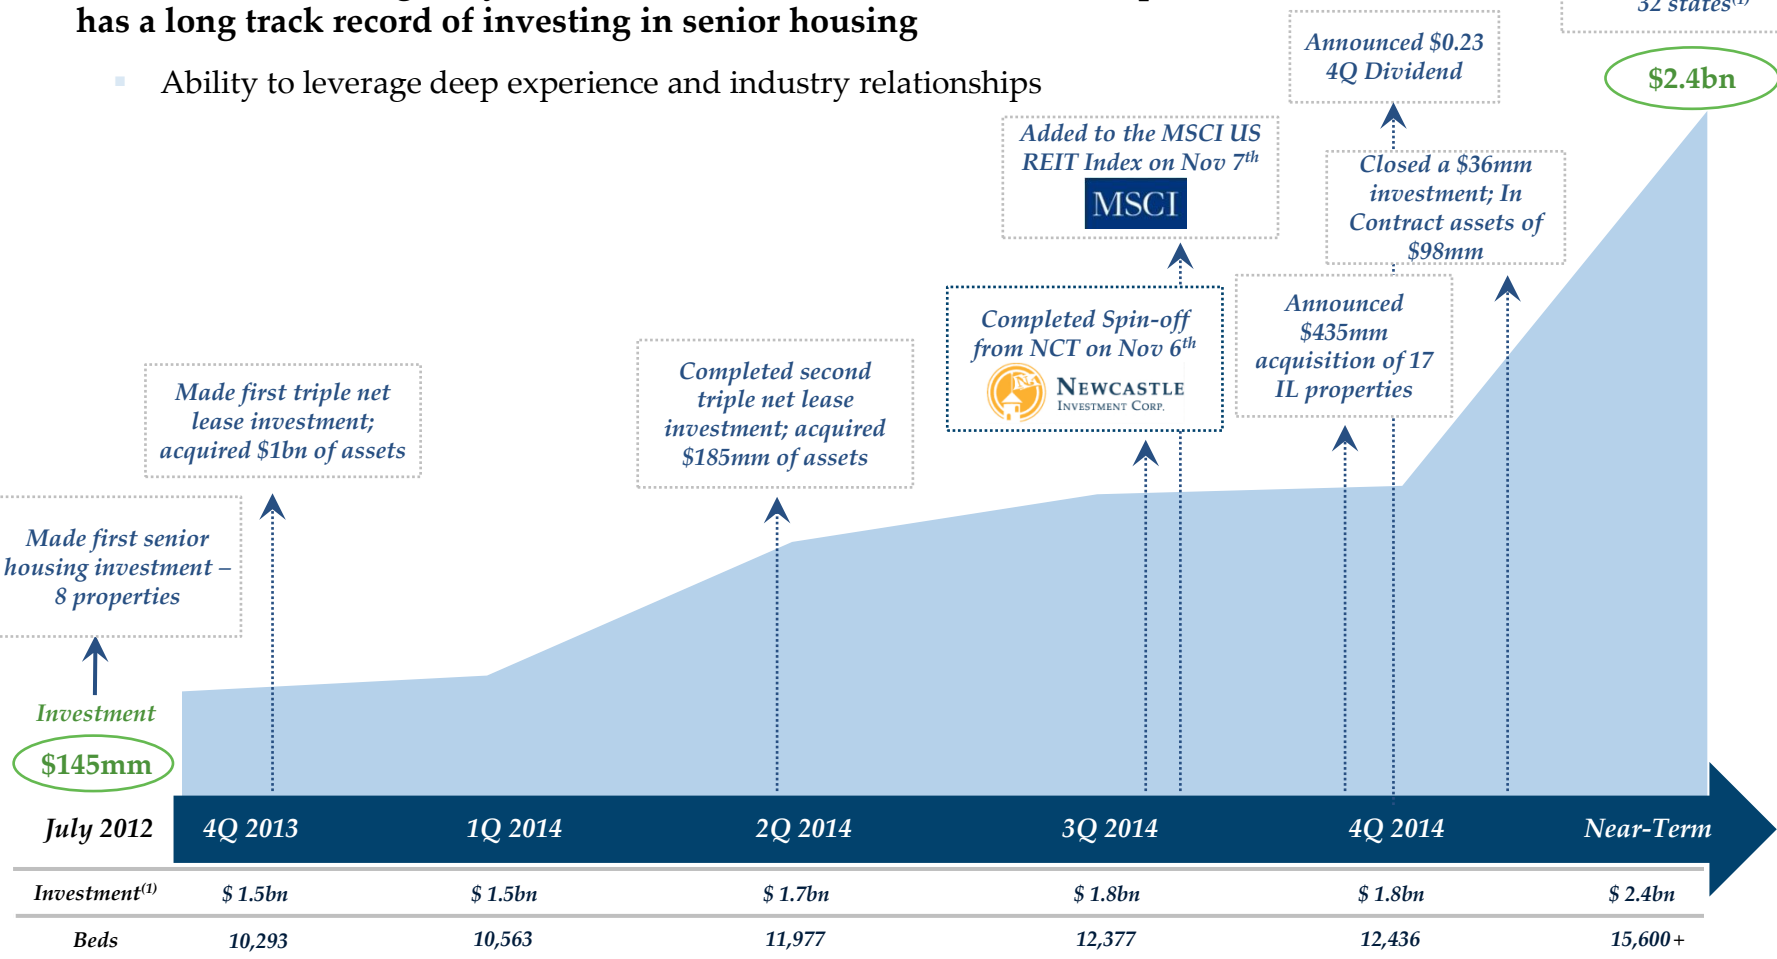 has a long track record of investing in senior housing
Ability to leverage deep experience and industry relationships
32 states(1)
$2.4bn
Announced $0.23
4Q Dividend
Added to the MSCI US
REIT Index on Nov 7th
MSCI
Closed a $36mm
investment; In
Contract assets of
$98mm
Completed Spin-off
from NCT on Nov 6th
NEWCASTLE
INVESTMENT CORP.
Announced
$435mm
acquisition of 17
IL properties
Completed second
triple net lease
investment; acquired
$185mm of assets
Made first triple net
lease investment;
acquired $1bn of assets
Made first senior
housing investment –
8 properties
Investment
$145mm
July 2012 4Q 2013 1Q 2014 2Q 2014 3Q 2014 4Q 2014 Near-Term
Investment(1) $ 1.5bn $ 1.5bn $ 1.7bn $ 1.8bn $ 1.8bn $ 2.4bn
Beds 10,293 10,563 11,977 12,377 12,436 15,600+